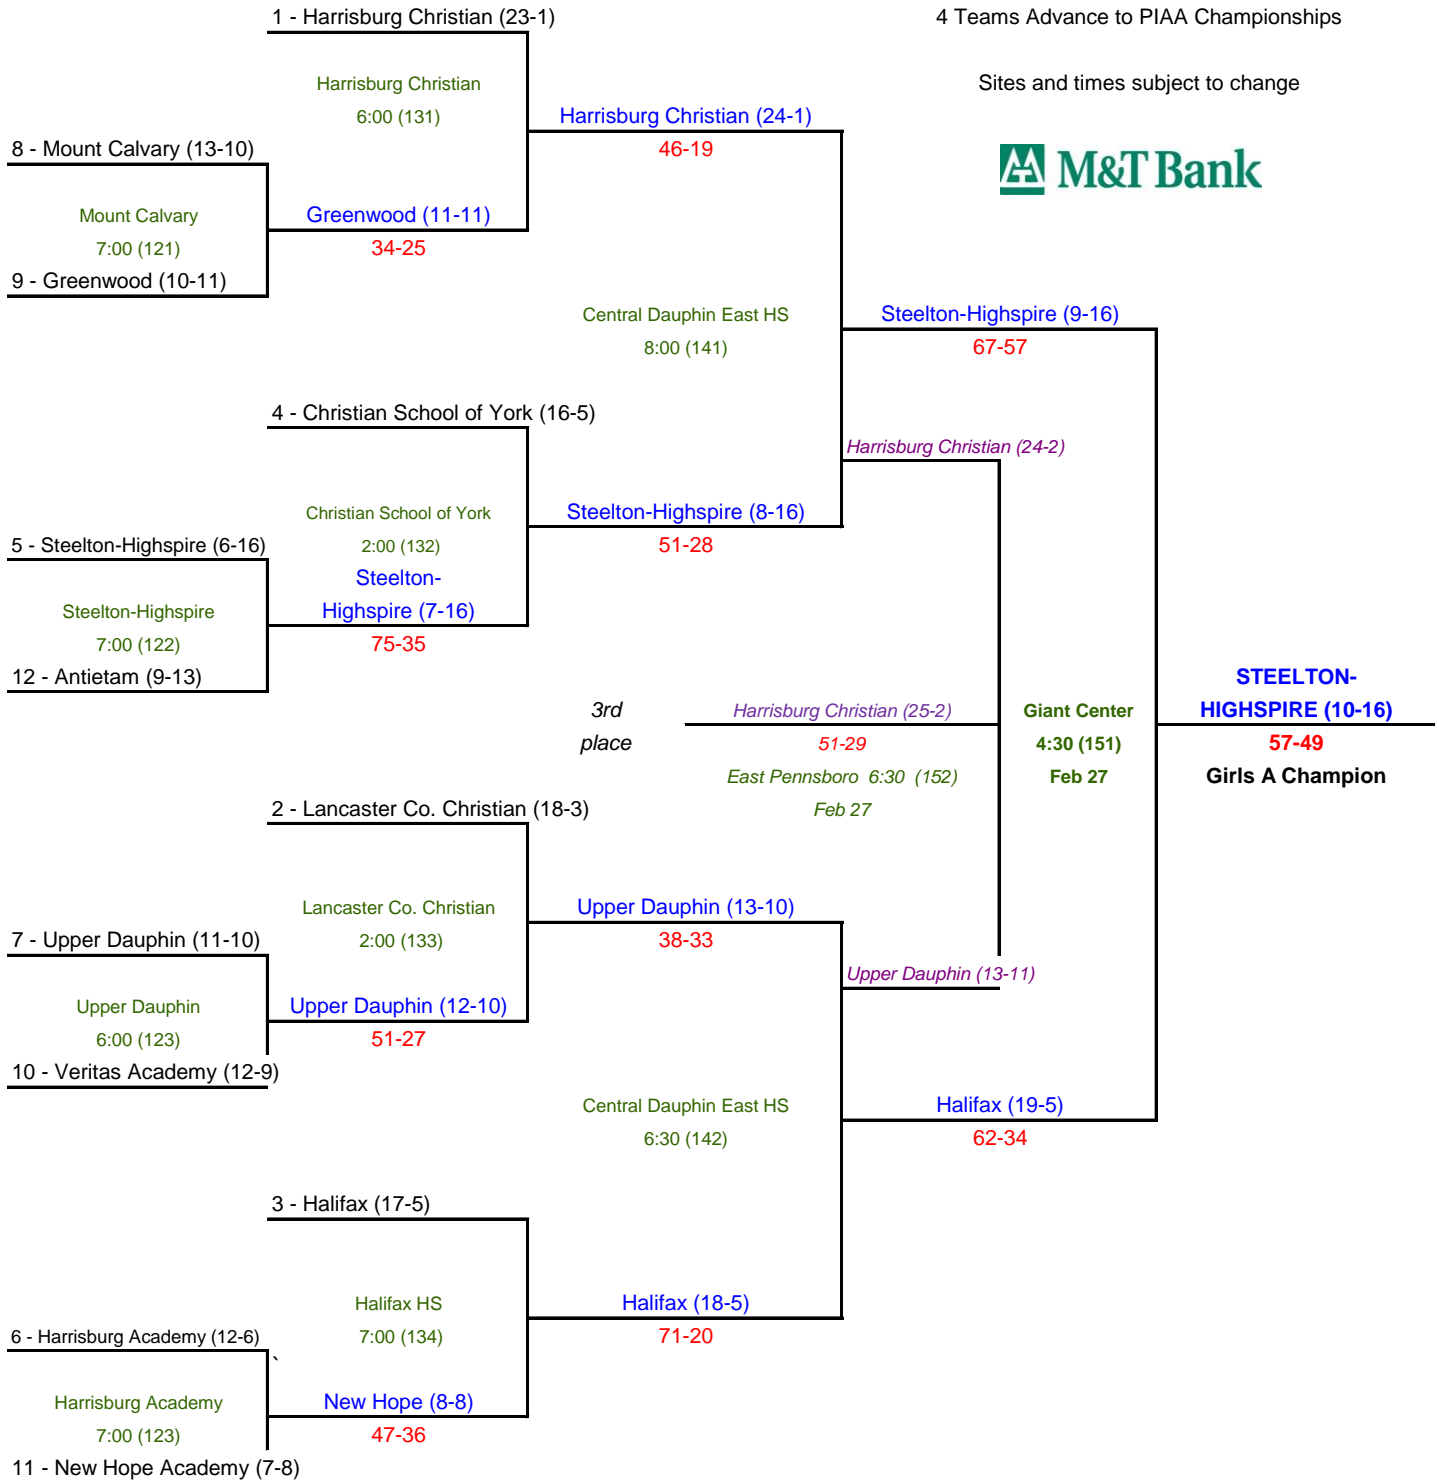 1 - Harrisburg Christian (23-1)
4 Teams Advance to PIAA Championships
Harrisburg Christian
6:00 (131)
Sites and times subject to change
Harrisburg Christian (24-1)
46-19
8 - Mount Calvary (13-10)
M&T Bank
Mount Calvary
7:00 (121)
Greenwood (11-11)
34-25
9 - Greenwood (10-11)
Central Dauphin East HS
8:00 (141)
Steelton-Highspire (9-16)
67-57
4 - Christian School of York (16-5)
Harrisburg Christian (24-2)
Christian School of York
2:00 (132)
Steelton-Highspire (8-16)
51-28
5 - Steelton-Highspire (6-16)
Steelton-
Highspire (7-16)
75-35
Steelton-Highspire
7:00 (122)
12 - Antietam (9-13)
3rd
place
Harrisburg Christian (25-2)
51-29
East Pennsboro  6:30  (152)
Feb 27
Giant Center
4:30 (151)
Feb 27
STEELTON-
HIGHSPIRE (10-16)
57-49
Girls A Champion
2 - Lancaster Co. Christian (18-3)
Lancaster Co. Christian
2:00 (133)
Upper Dauphin (13-10)
38-33
7 - Upper Dauphin (11-10)
Upper Dauphin (13-11)
Upper Dauphin
6:00 (123)
Upper Dauphin (12-10)
51-27
10 - Veritas Academy (12-9)
Central Dauphin East HS
6:30 (142)
Halifax (19-5)
62-34
3 - Halifax (17-5)
Halifax HS
7:00 (134)
Halifax (18-5)
71-20
6 - Harrisburg Academy (12-6)
`
Harrisburg Academy
7:00 (123)
New Hope (8-8)
47-36
11 - New Hope Academy (7-8)